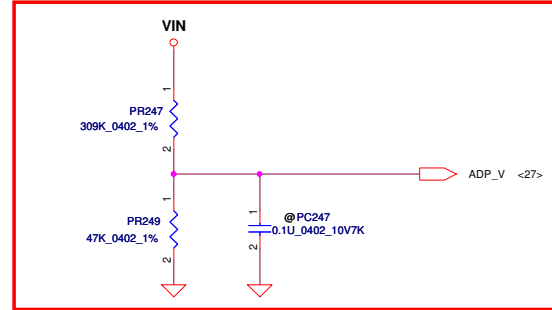 VIN
1
PR247
309K_0402_1%
2
ADP_V <27>
1
PR249
47K_0402_1%
2
1
@PC247
0.1U_0402_10V7K
2